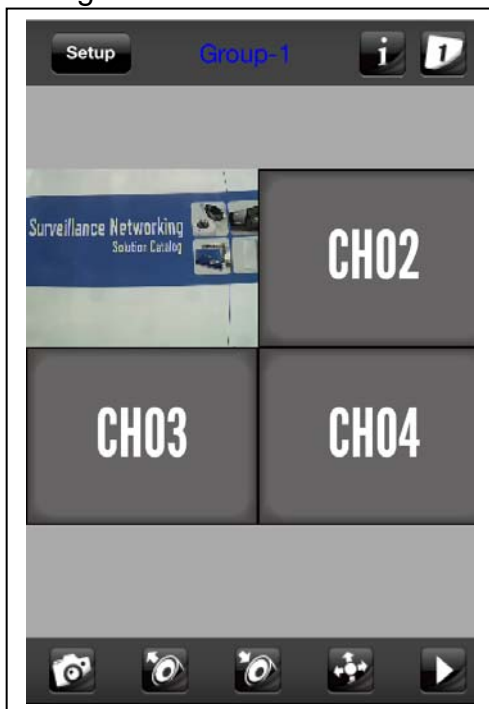 Setup
Group-1
i
1
Surveillance Networking
Solution Catalog
CH02
CH03
CH04